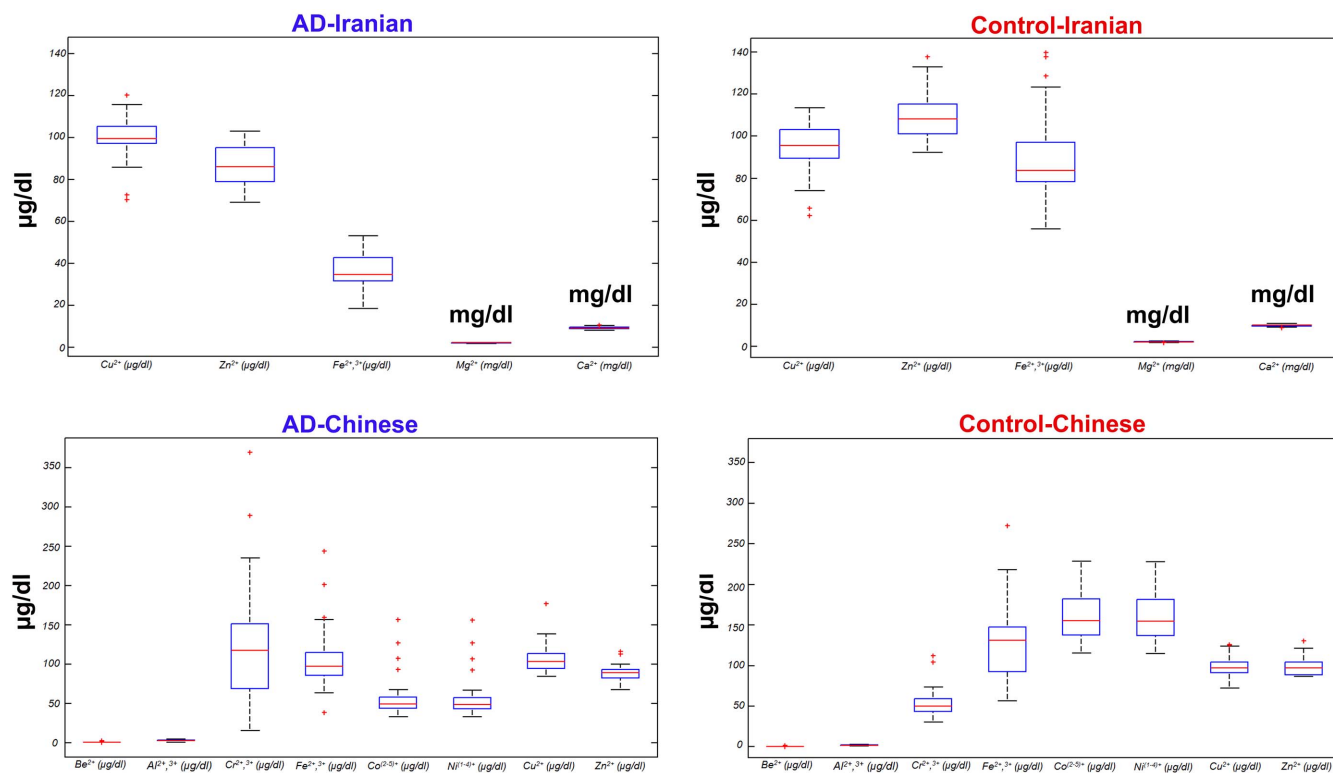 AD-Iranian
µg/dl
140
120
100
80
60
40
20
0
mg/dl
mg/dl
Cu²⁺ (µg/dl) Zn²⁺ (µg/dl) Fe²⁺,³⁺(µg/dl) Mg²⁺ (mg/dl) Ca²⁺ (mg/dl)
Control-Iranian
µg/dl
140
120
100
80
60
40
20
0
mg/dl
mg/dl
Cu²⁺ (µg/dl) Zn²⁺ (µg/dl) Fe²⁺,³⁺(µg/dl) Mg²⁺ (mg/dl) Ca²⁺ (mg/dl)
AD-Chinese
µg/dl
350
300
250
200
150
100
50
0
Be²⁺ (µg/dl) Al²⁺,³⁺ (µg/dl) Cr²⁺,³⁺ (µg/dl) Fe²⁺,³⁺ (µg/dl) Co⁽²⁻⁵⁾⁺ (µg/dl) Ni⁽¹⁻⁴⁾⁺ (µg/dl) Cu²⁺ (µg/dl) Zn²⁺ (µg/dl)
Control-Chinese
µg/dl
350
300
250
200
150
100
50
0
Be²⁺ (µg/dl) Al²⁺,³⁺ (µg/dl) Cr²⁺,³⁺ (µg/dl) Fe²⁺,³⁺ (µg/dl) Co⁽²⁻⁵⁾⁺ (µg/dl) Ni⁽¹⁻⁴⁾⁺ (µg/dl) Cu²⁺ (µg/dl) Zn²⁺ (µg/dl)